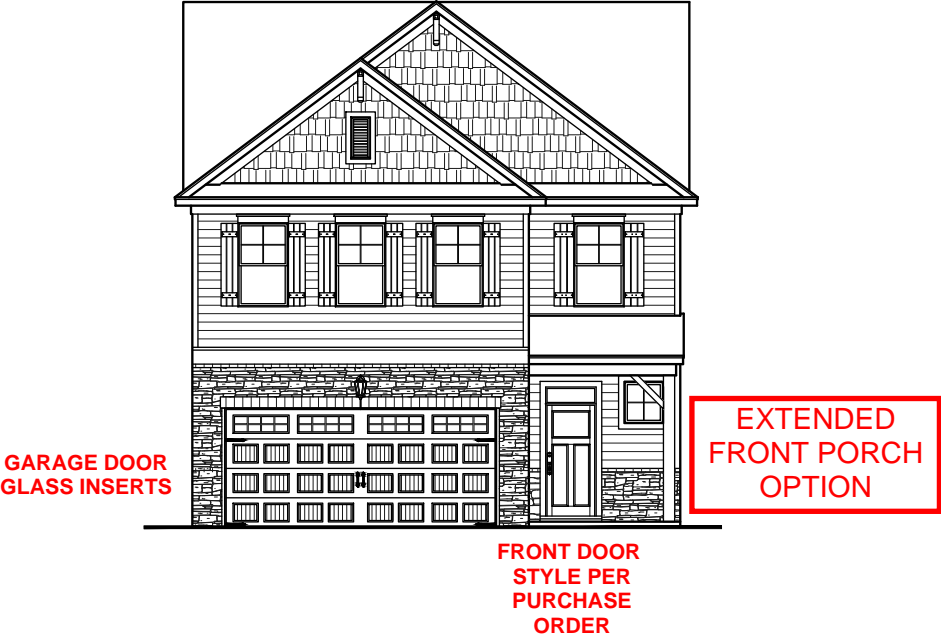 EXTENDED
FRONT PORCH
OPTION
GARAGE DOOR
GLASS INSERTS
FRONT DOOR
STYLE PER
PURCHASE
ORDER